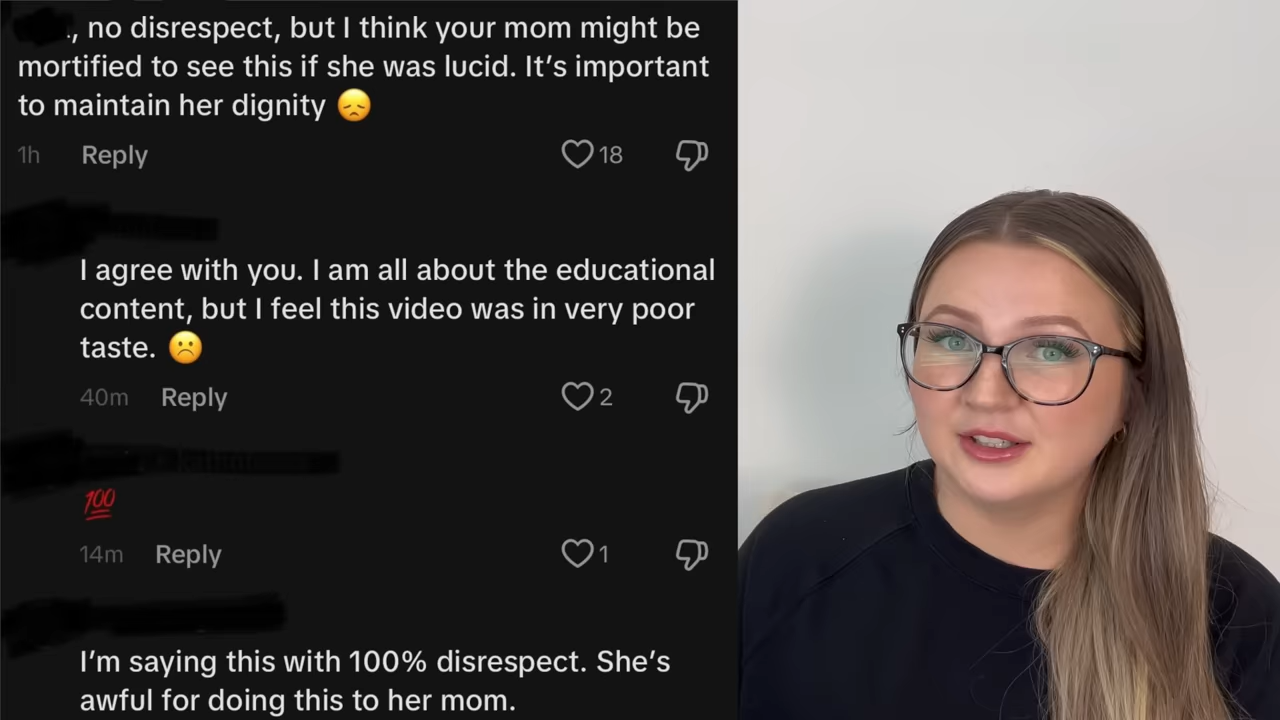 , no disrespect, but I think your mom might be
mortified to see this if she was lucid. It’s important
to maintain her dignity 😞
1h Reply 18
I agree with you. I am all about the educational
content, but I feel this video was in very poor
taste. ☹️
40m Reply 2
💯
14m Reply 1
I’m saying this with 100% disrespect. She’s
awful for doing this to her mom.